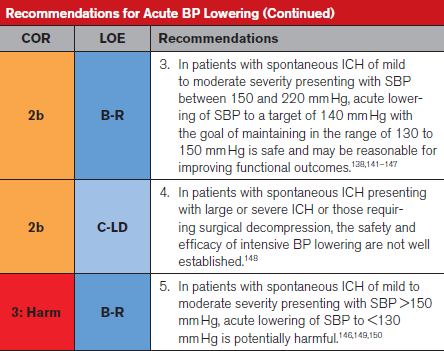 Recommendations for Acute BP Lowering (Continued)
COR LOE Recommendations
2b B-R 3. In patients with spontaneous ICH of mild
to moderate severity presenting with SBP
between 150 and 220 mm Hg, acute lower-
ing of SBP to a target of 140 mm Hg with
the goal of maintaining in the range of 130 to
150 mm Hg is safe and may be reasonable for
improving functional outcomes.138,141–147
2b C-LD 4. In patients with spontaneous ICH presenting
with large or severe ICH or those requir-
ing surgical decompression, the safety and
efficacy of intensive BP lowering are not well
established.148
3: Harm B-R 5. In patients with spontaneous ICH of mild to
moderate severity presenting with SBP >150
mm Hg, acute lowering of SBP to <130
mm Hg is potentially harmful.146,149,150